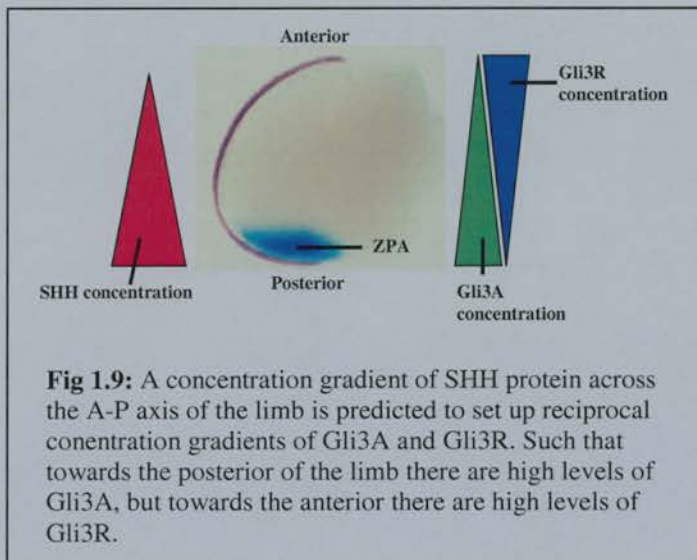 Anterior
Gli3R
concentration
ZPA
SHH concentration
Posterior
Gli3A
concentration
Fig 1.9: A concentration gradient of SHH protein across
the A-P axis of the limb is predicted to set up reciprocal
conentration gradients of Gli3A and Gli3R. Such that
towards the posterior of the limb there are high levels of
Gli3A, but towards the anterior there are high levels of
Gli3R.